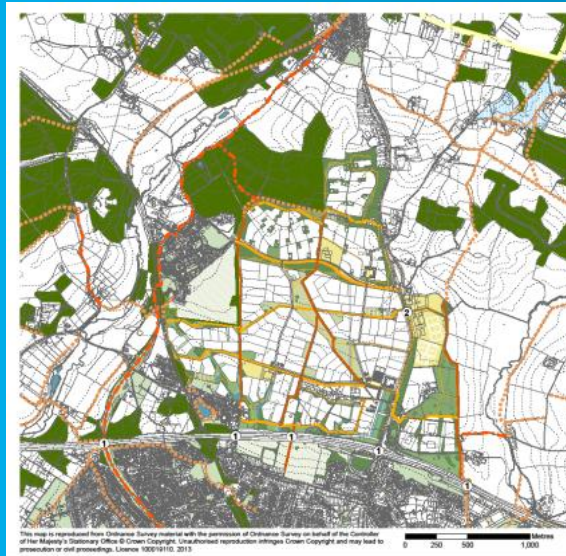 2
1
1
1
1
1
This map is reproduced from Ordnance Survey material with the permission of Ordnance Survey on behalf of the Controller
of Her Majesty's Stationary Office © Crown Copyright. Unauthorised reproduction infringes Crown Copyright and may lead to
prosecution or civil proceedings. Licence 100019110. 2013
Metres
0 250 500 1,000